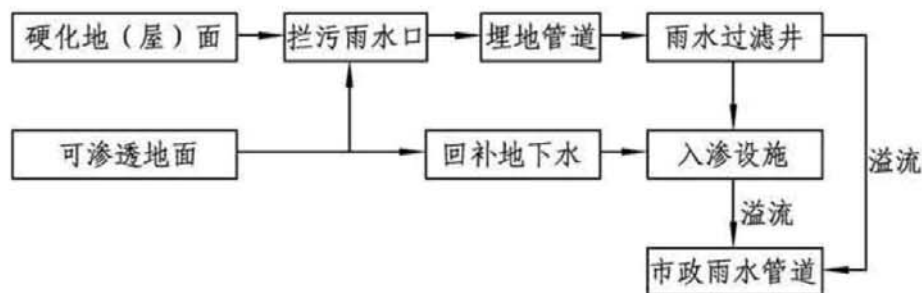 硬化地（屋）面
拦污雨水口
埋地管道
雨水过滤井
可渗透地面
回补地下水
入渗设施
溢流
溢流
市政雨水管道